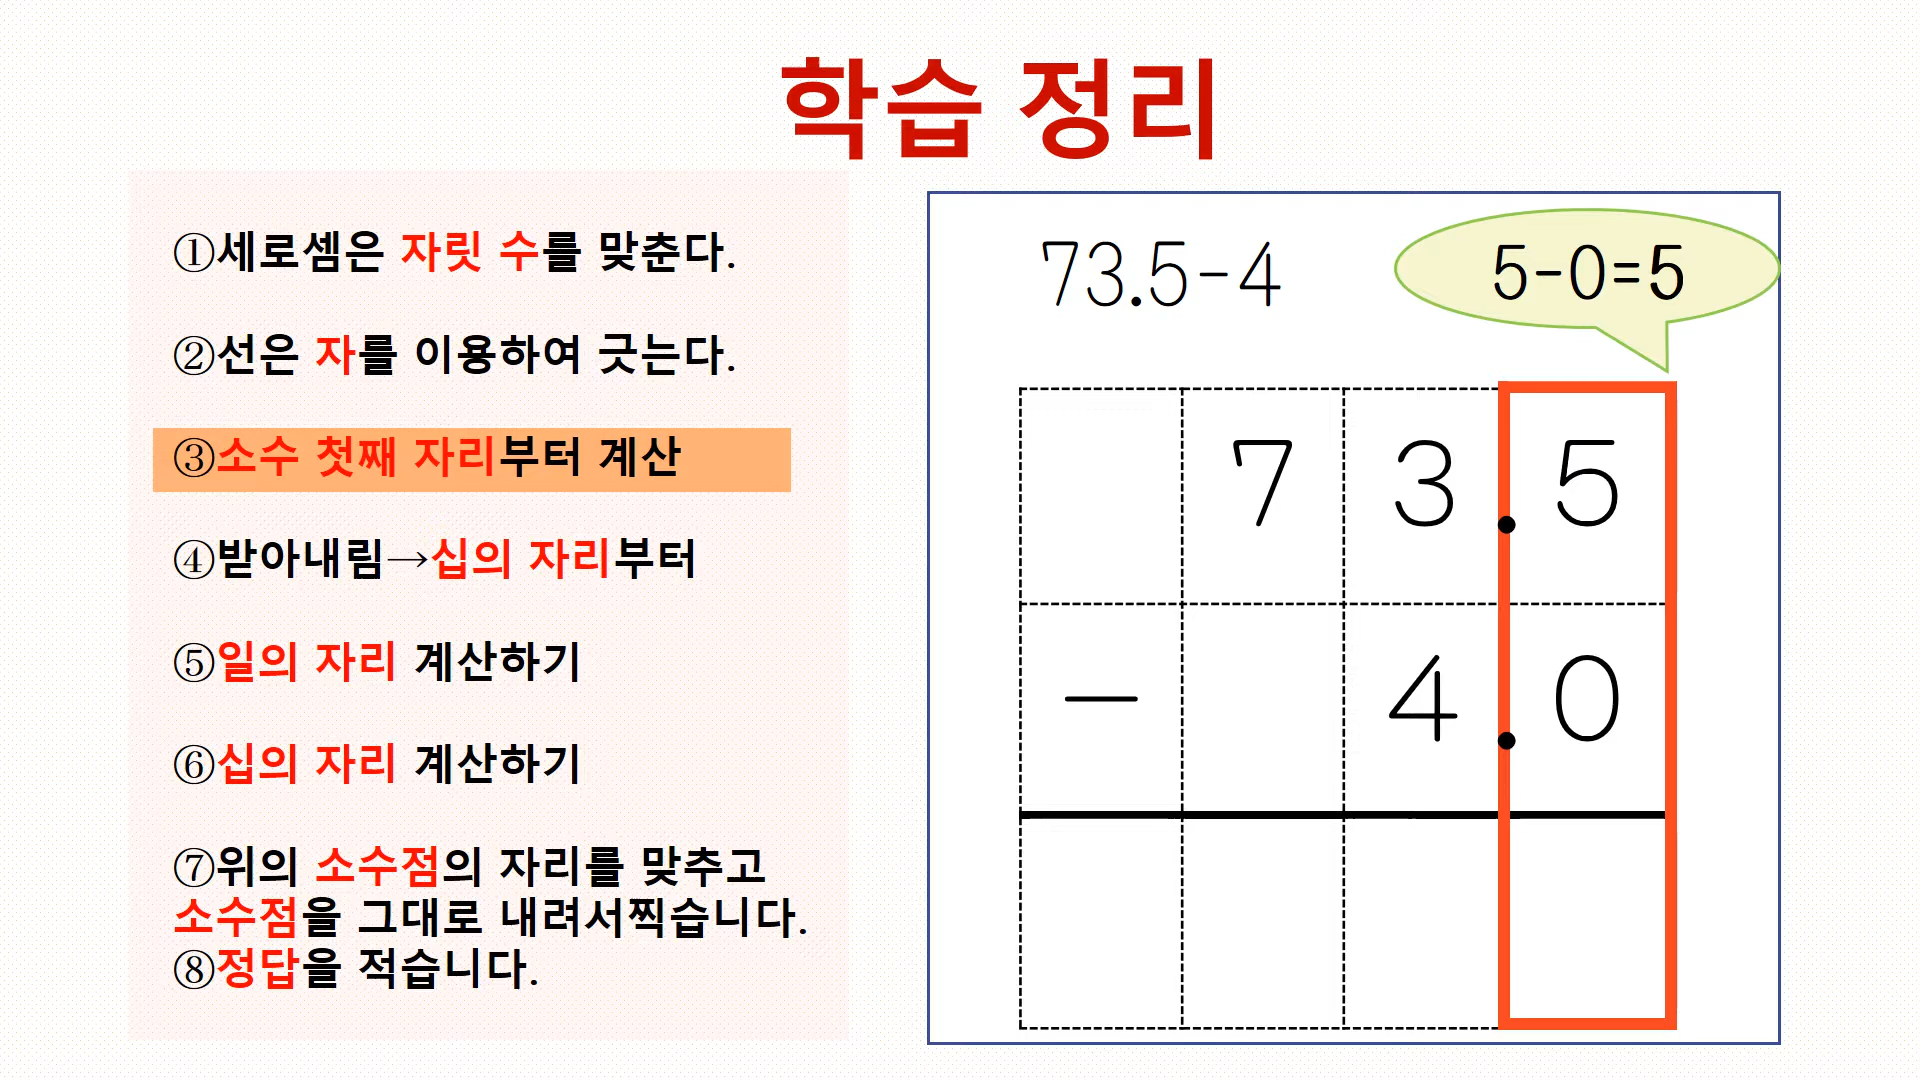 학습 정리
①세로셈은 자릿 수를 맞춘다.
②선은 자를 이용하여 긋는다.
③소수 첫째 자리부터 계산
④받아내림→십의 자리부터
⑤일의 자리 계산하기
⑥십의 자리 계산하기
⑦위의 소수점의 자리를 맞추고
소수점을 그대로 내려서찍습니다.
⑧정답을 적습니다.
73.5-4
5-0=5
7 3.5
- 4.0